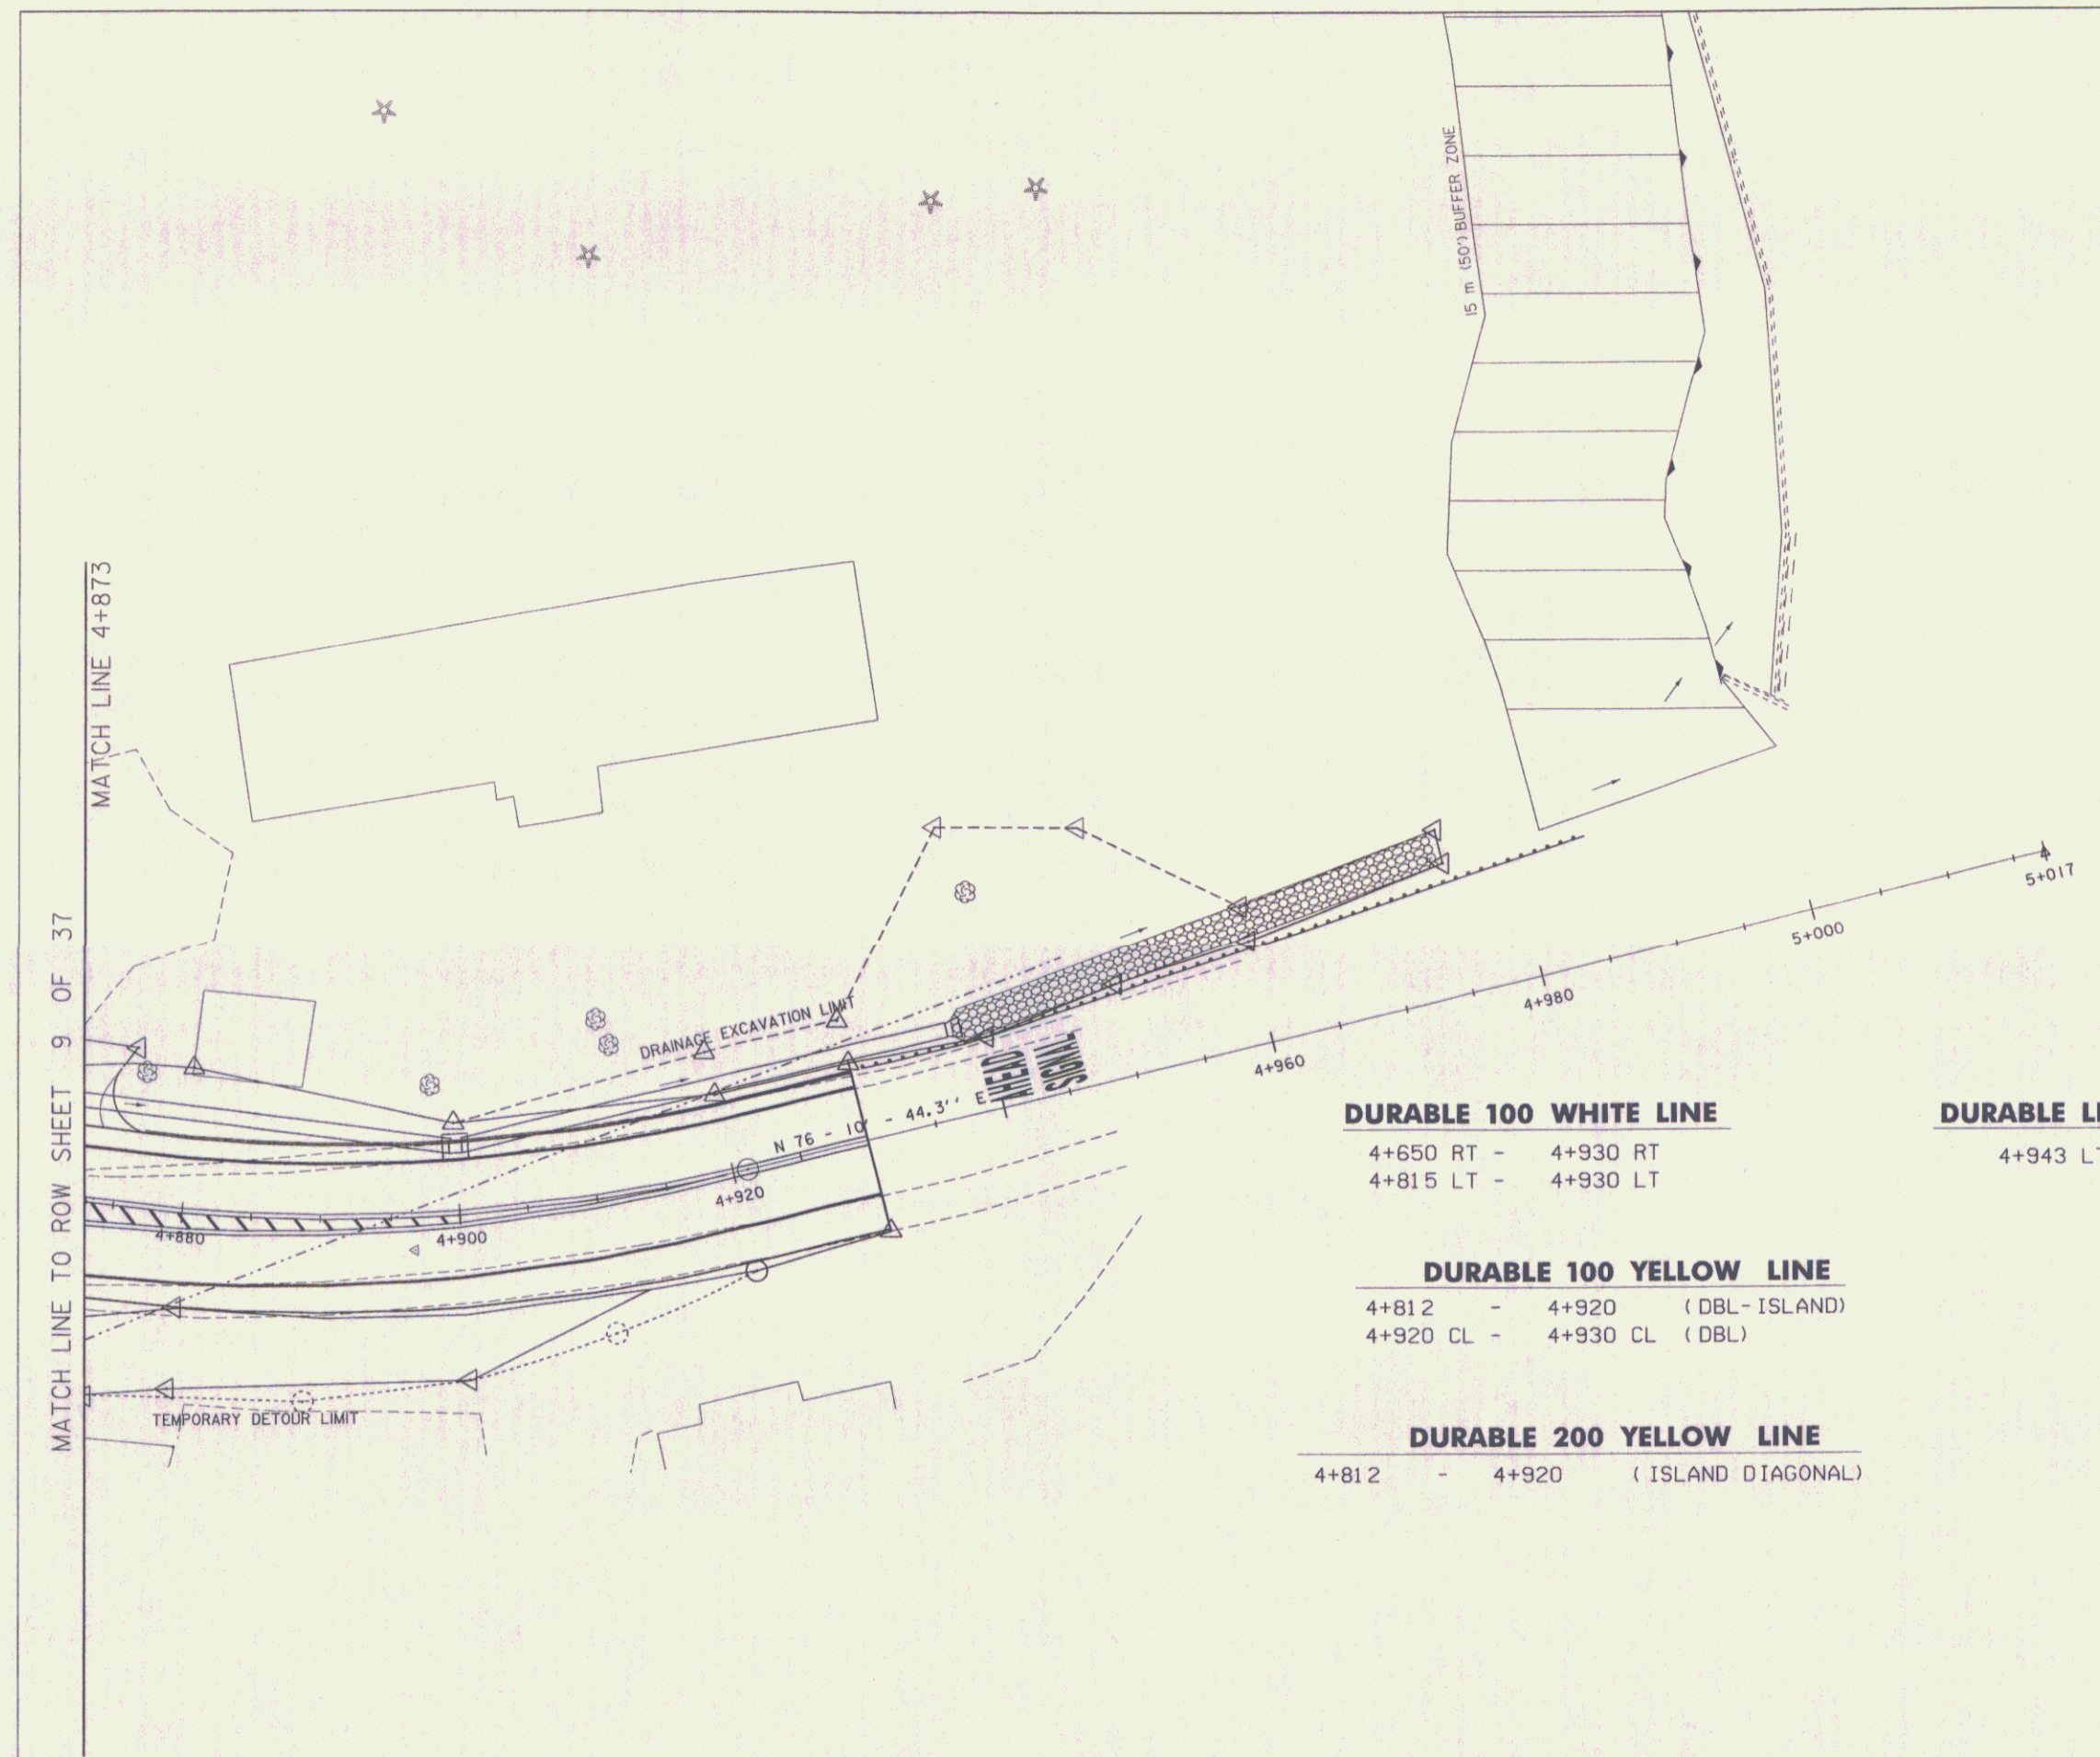 15 m (50') BUFFER ZONE
MATCH LINE 4+873
MATCH LINE TO ROW SHEET 9 OF 37
DRAINAGE EXCAVATION LIMIT
AHEAD
SIGNAL
N 76 - 10' - 44.3'' E
4+880
4+900
4+920
4+960
4+980
5+000
5+017
TEMPORARY DETOUR LIMIT
DURABLE 100 WHITE LINE
4+650 RT - 4+930 RT
4+815 LT - 4+930 LT
DURABLE
4+943
DURABLE 100 YELLOW LINE
4+812 - 4+920 (DBL-ISLAND)
4+920 CL - 4+930 CL (DBL)
DURABLE 200 YELLOW LINE
4+812 - 4+920 (ISLAND DIAGONAL)